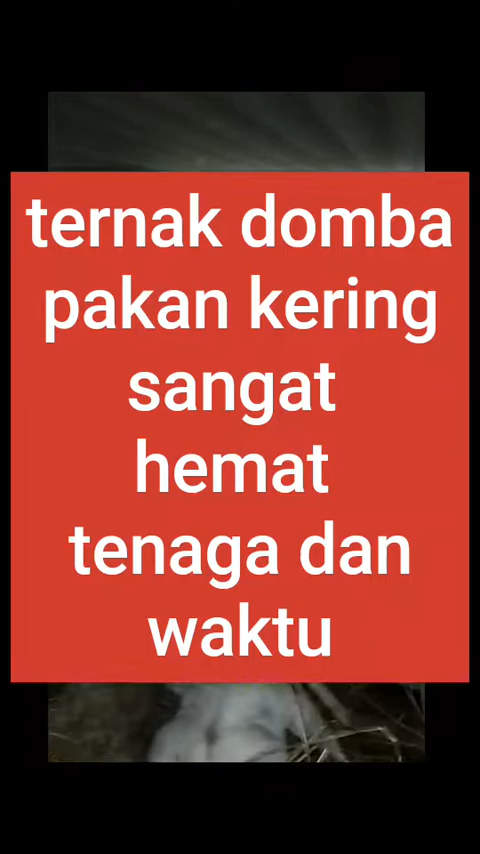 ternak domba
pakan kering
sangat
hemat
tenaga dan
waktu